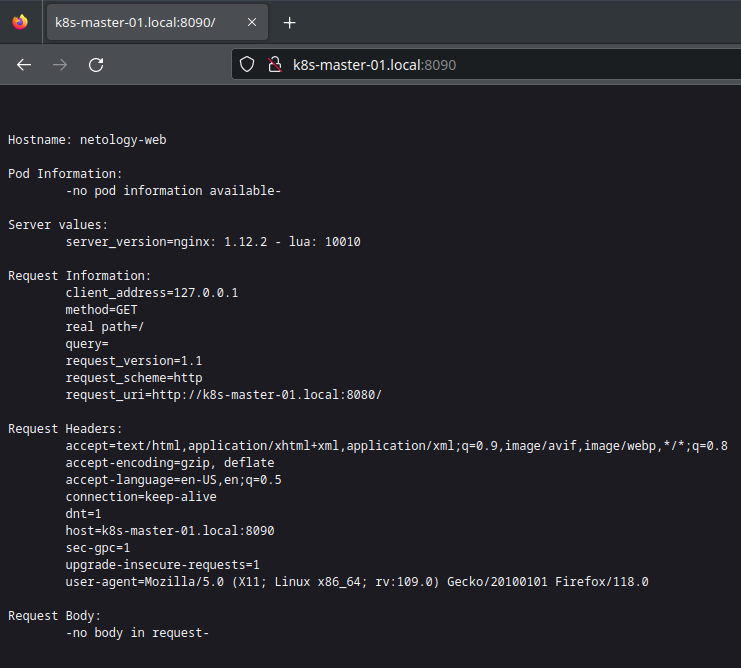 k8s-master-01.local:8090/
k8s-master-01.local:8090
Hostname: netology-web
Pod Information:
-no pod information available-
Server values:
server_version=nginx: 1.12.2 - lua: 10010
Request Information:
client_address=127.0.0.1
method=GET
real path=/
query=
request_version=1.1
request_scheme=http
request_uri=http://k8s-master-01.local:8080/
Request Headers:
accept=text/html,application/xhtml+xml,application/xml;q=0.9,image/avif,image/webp,*/*;q=0.8
accept-encoding=gzip, deflate
accept-language=en-US,en;q=0.5
connection=keep-alive
dnt=1
host=k8s-master-01.local:8090
sec-gpc=1
upgrade-insecure-requests=1
user-agent=Mozilla/5.0 (X11; Linux x86_64; rv:109.0) Gecko/20100101 Firefox/118.0
Request Body:
-no body in request-